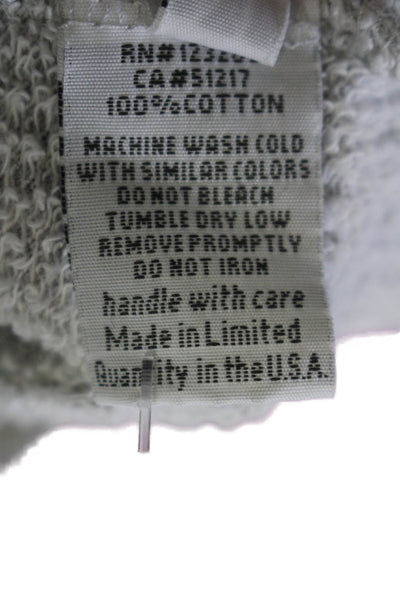 CA#51217
100%COTTON
MACHINE WASH COLD
WITH SIMILAR COLORS
DO NOT BLEACH
TUMBLE DRY LOW
REMOVE PROMPTLY
DO NOT IRON
handle with care
Made in Limited
Quantity in the U.S.A.